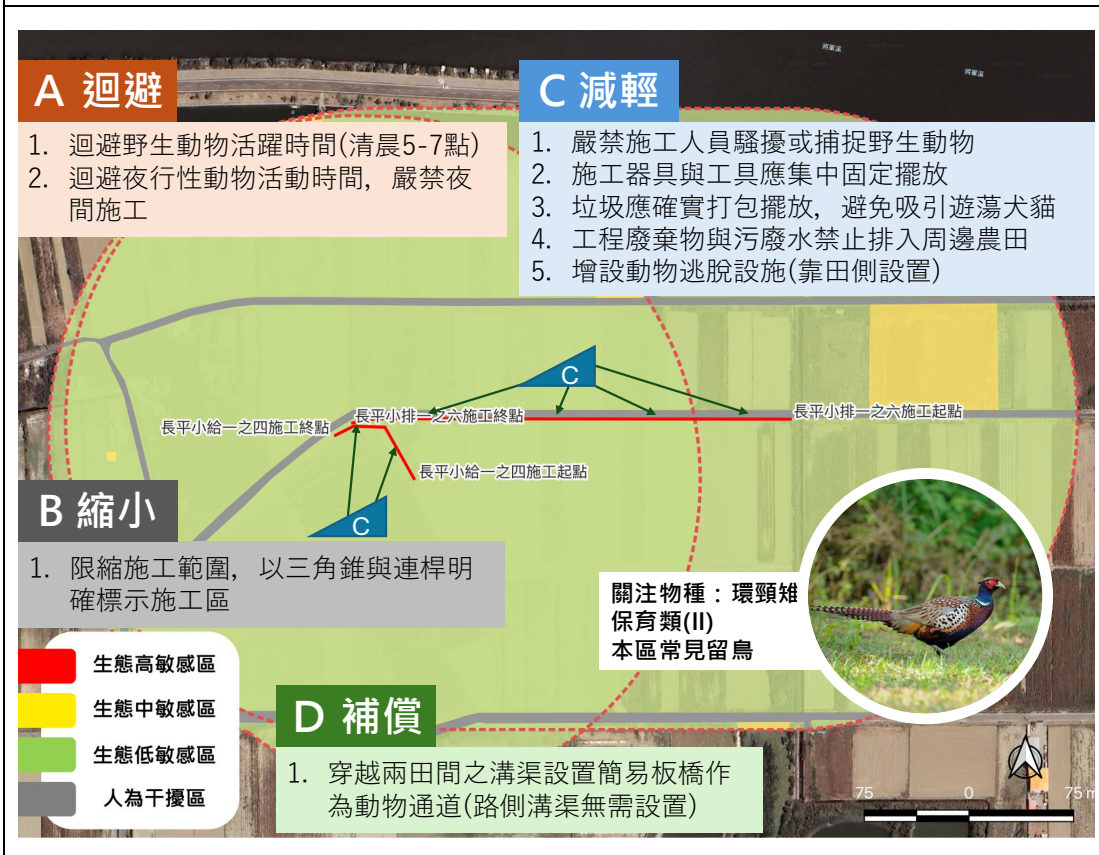 將軍溪
將軍溪
A 迴避
1. 迴避野生動物活躍時間(清晨5-7點)
2. 迴避夜行性動物活動時間，嚴禁夜
間施工
C 減輕
1. 嚴禁施工人員騷擾或捕捉野生動物
2. 施工器具與工具應集中固定擺放
3. 垃圾應確實打包擺放，避免吸引遊蕩犬貓
4. 工程廢棄物與污廢水禁止排入周邊農田
5. 增設動物逃脫設施(靠田側設置)
C
長平小排一之六施工終點
長平小排一之六施工起點
長平小給一之四施工終點
長平小給一之四施工起點
C
B 縮小
1. 限縮施工範圍，以三角錐與連桿明
確標示施工區
關注物種：環頸雉
保育類(II)
本區常見留鳥
生態高敏感區
生態中敏感區
生態低敏感區
人為干擾區
D 補償
1. 穿越兩田間之溝渠設置簡易板橋作
為動物通道(路側溝渠無需設置)
75 0 75 m